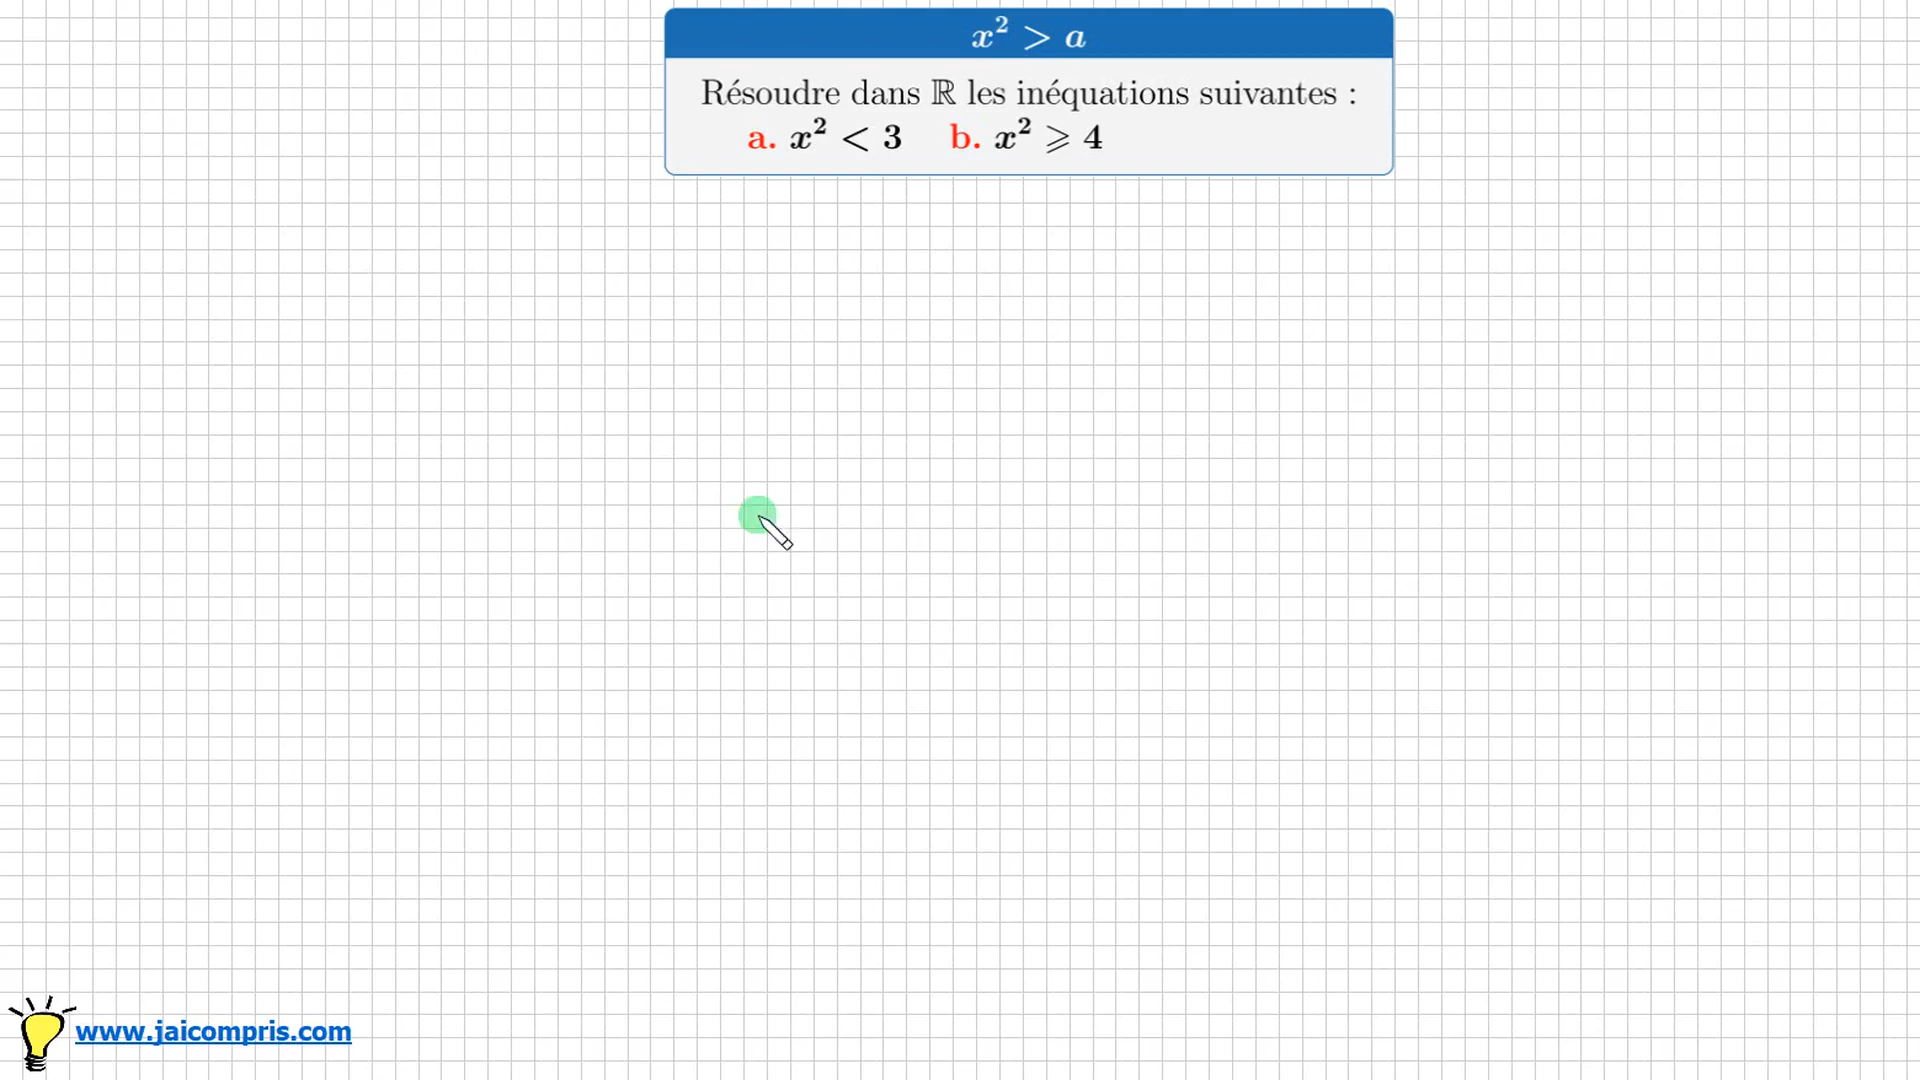 x² > a
Résoudre dans ℝ les inéquations suivantes :
a. x² < 3 b. x² ⩾ 4
www.jaicompris.com